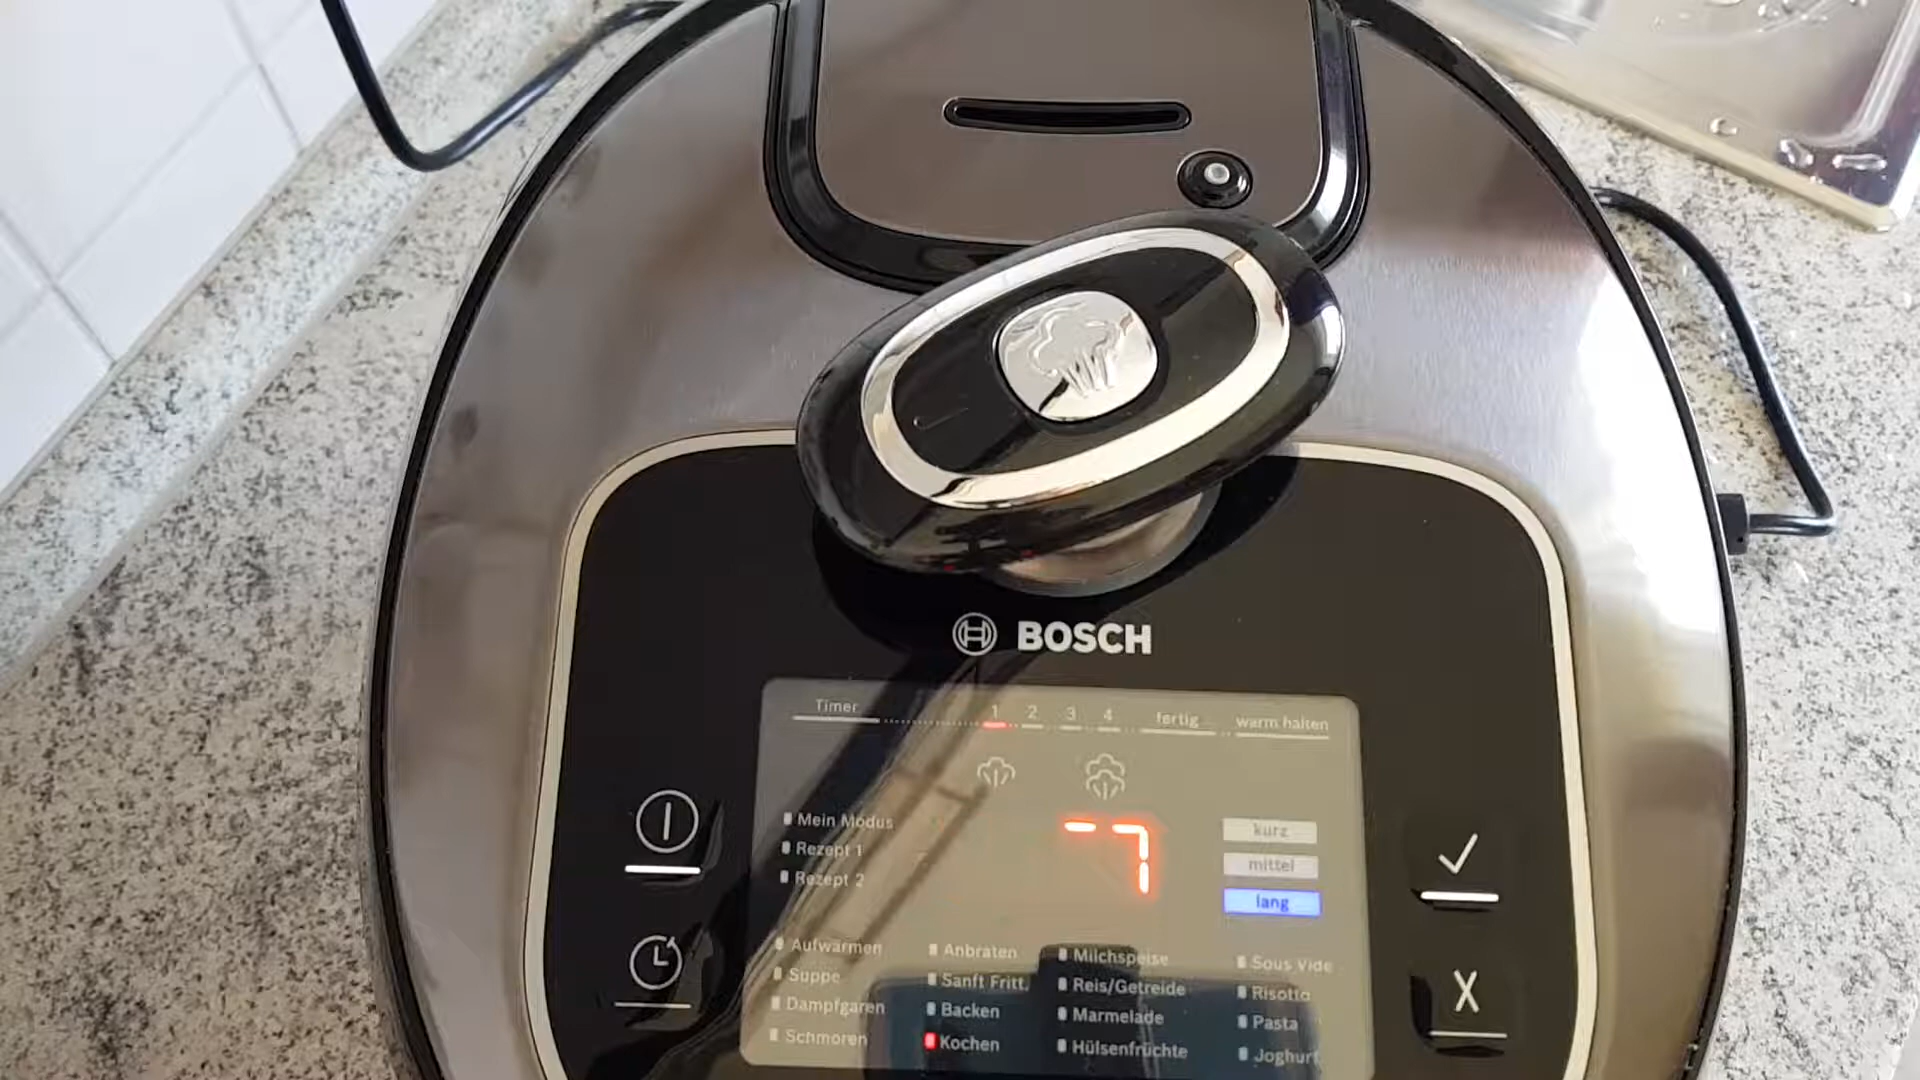 BOSCH
Timer 1 2 3 4 fertig warm halten
Mein Modus
Rezept 1
Rezept 2
kurz
mittel
lang
Aufwärmen Anbraten Milchspeise Sous Vide
Suppe Sanft Fritt. Reis/Getreide Risotto
Dampfgaren Backen Marmelade Pasta
Schmoren Kochen Hülsenfrüchte Joghurt